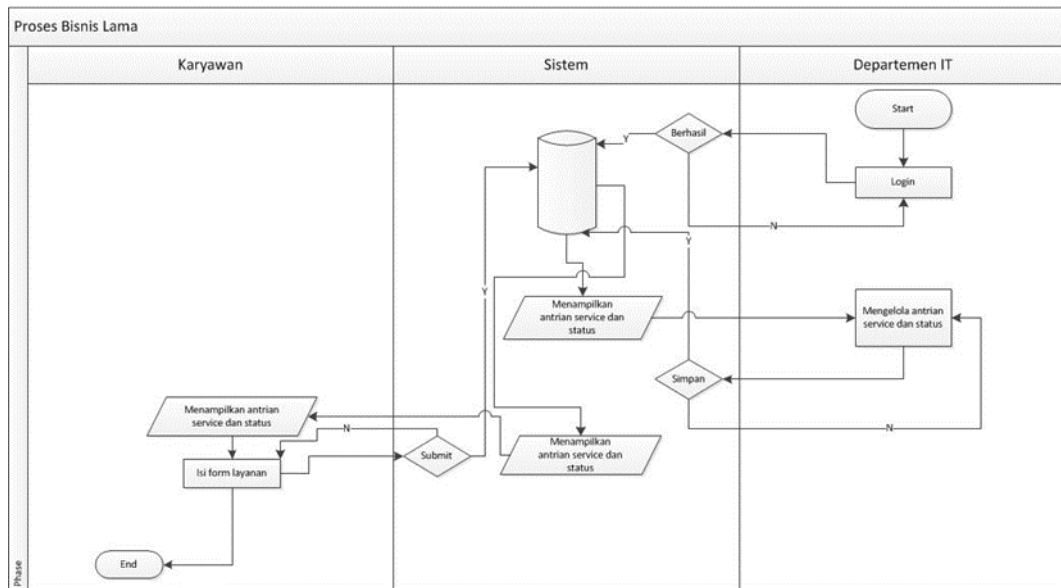 Proses Bisnis Lama
Karyawan
Sistem
Departemen IT
Start
Berhasil
Y
Login
N
Y
Y
Menampilkan
antrian service dan
status
Mengelola antrian
service dan status
Simpan
N
Menampilkan antrian
service dan status
N
Submit
Menampilkan
antrian service dan
status
Isi form layanan
End
Phase